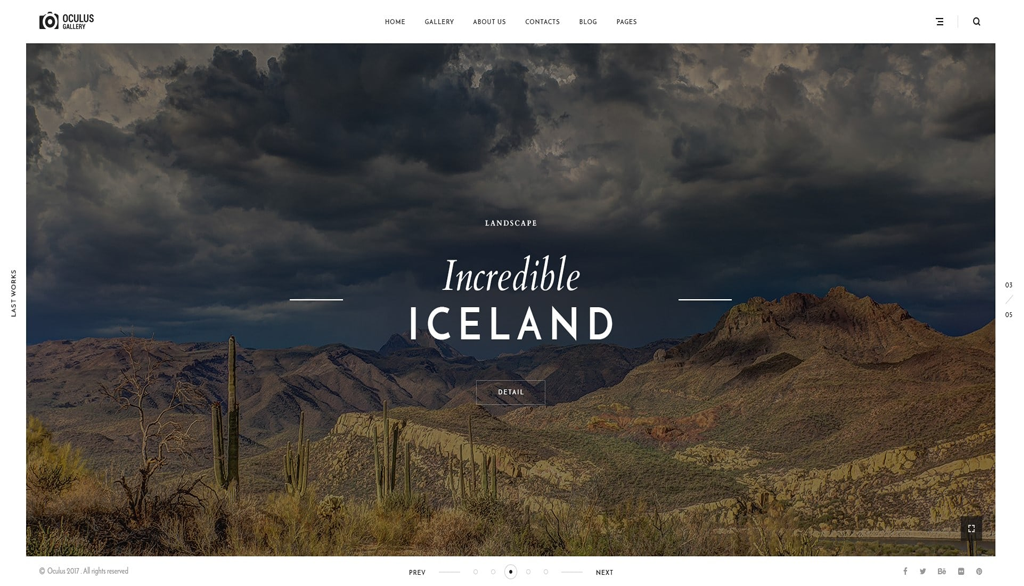 OCULUS
GALLERY
HOME
GALLERY
ABOUT US
CONTACTS
BLOG
PAGES
LANDSCAPE
Incredible
ICELAND
DETAIL
LAST WORKS
03
05
© Oculus 2017. All rights reserved
PREV
NEXT
f
Bē